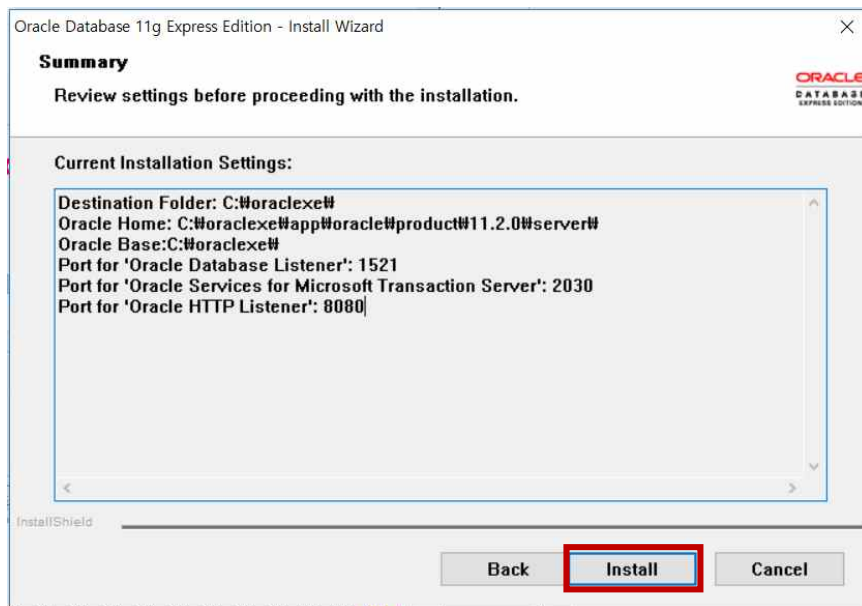 Oracle Database 11g Express Edition - Install Wizard
Summary
Review settings before proceeding with the installation.
ORACLE
DATABASE
EXPRESS EDITION
Current Installation Settings:
Destination Folder: C:₩oraclexe₩
Oracle Home: C:₩oraclexe₩app₩oracle₩product₩11.2.0₩server₩
Oracle Base:C:₩oraclexe₩
Port for 'Oracle Database Listener': 1521
Port for 'Oracle Services for Microsoft Transaction Server': 2030
Port for 'Oracle HTTP Listener': 8080
InstallShield
Back
Install
Cancel